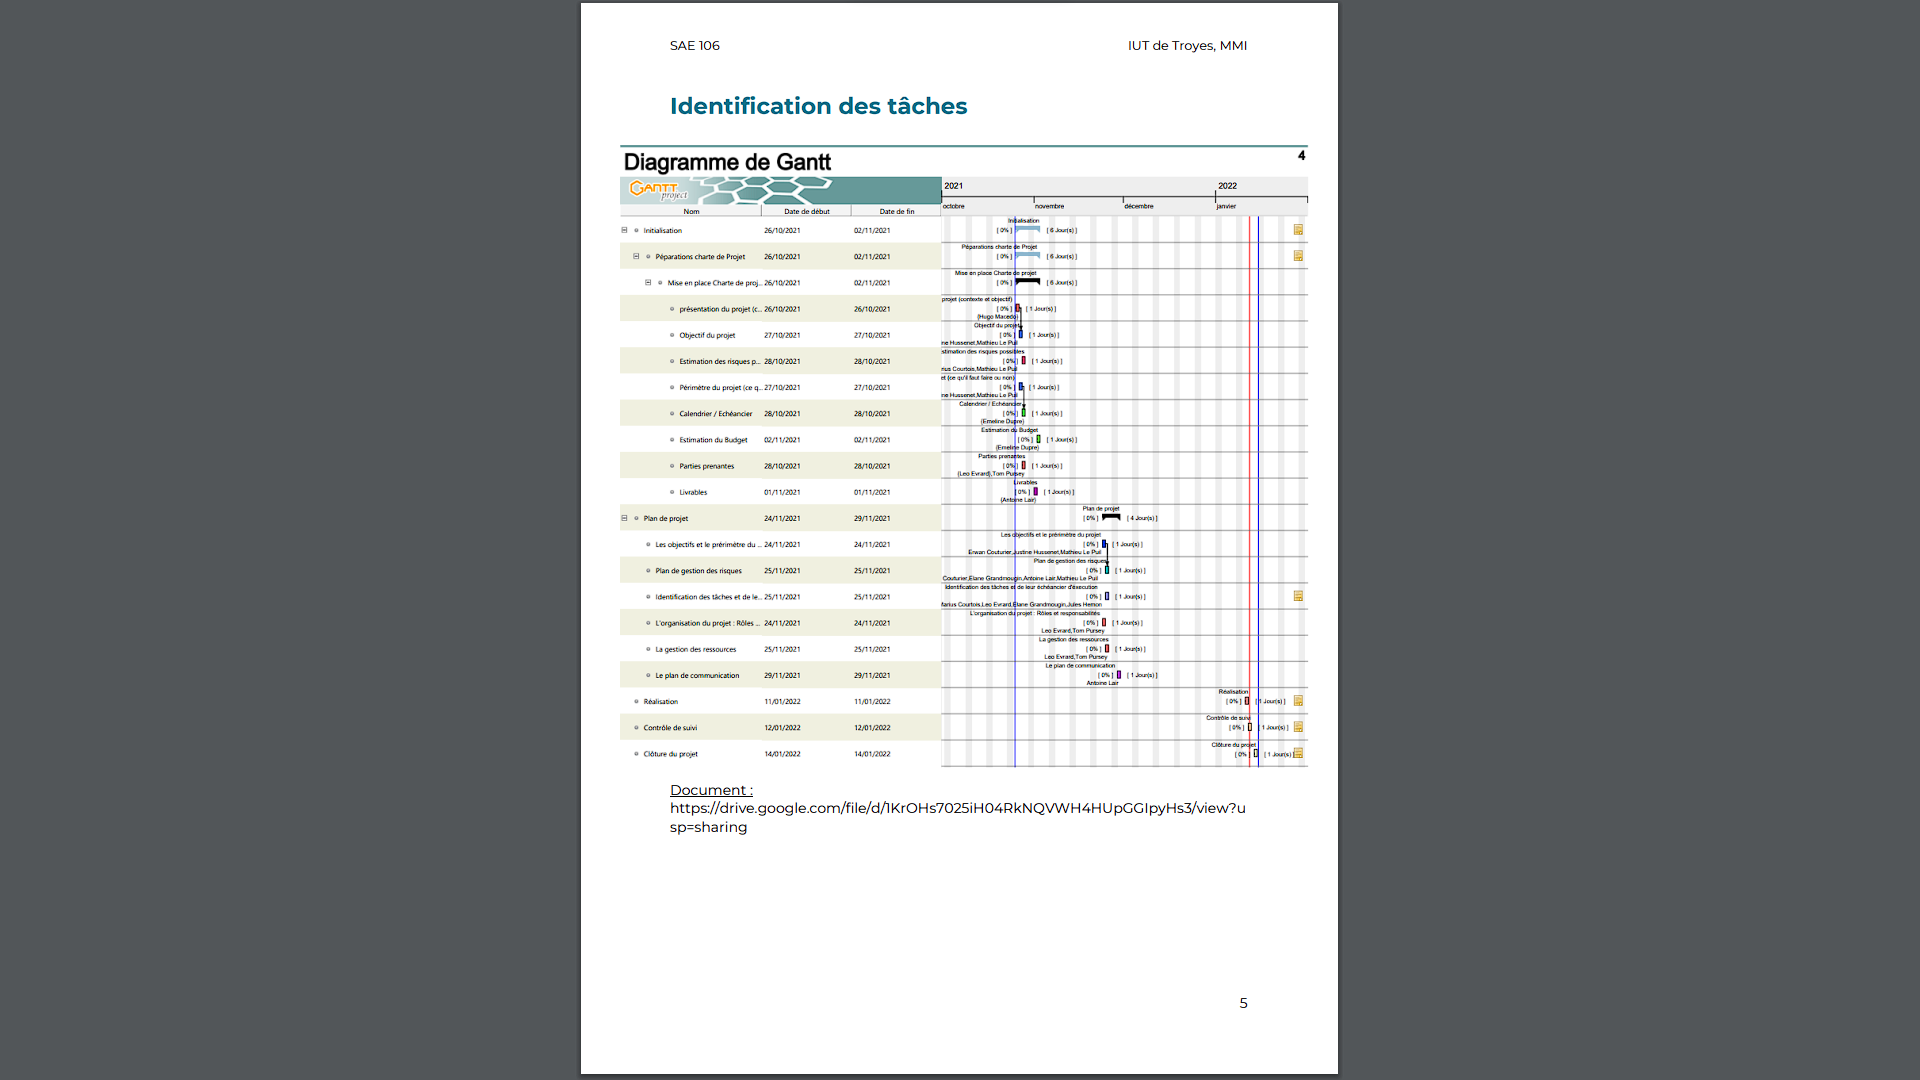 SAE 106 IUT de Troyes, MMI
Identification des tâches
Diagramme de Gantt 4
GANTT project
2021 2022
octobre novembre décembre janvier
Nom Date de début Date de fin
Initialisation 26/10/2021 02/11/2021 Initialisation [ 0% ] [ 6 Jour(s) ]
Péparations charte de Projet 26/10/2021 02/11/2021 Péparations charte de Projet [ 0% ] [ 6 Jour(s) ]
Mise en place Charte de proj... 26/10/2021 02/11/2021 Mise en place Charte de projet [ 0% ] [ 6 Jour(s) ]
présentation du projet (c... 26/10/2021 26/10/2021 projet (contexte et objectif) [ 0% ] [ 1 Jour(s) ]
(Hugo Macedo)
Objectif du projet 27/10/2021 27/10/2021 Objectif du projet [ 0% ] [ 1 Jour(s) ]
ne Hussenet,Mathieu Le Puil
Estimation des risques p... 28/10/2021 28/10/2021 stimation des risques possibles [ 0% ] [ 1 Jour(s) ]
rius Courtois,Mathieu Le Puil
Périmètre du projet (ce q... 27/10/2021 27/10/2021 et (ce qu'il faut faire ou non) [ 0% ] [ 1 Jour(s) ]
ne Hussenet,Mathieu Le Puil
Calendrier / Echéancier 28/10/2021 28/10/2021 Calendrier / Echéancier [ 0% ] [ 1 Jour(s) ]
(Emeline Dupre)
Estimation du Budget 02/11/2021 02/11/2021 Estimation du Budget [ 0% ] [ 1 Jour(s) ]
(Emeline Dupre)
Parties prenantes 28/10/2021 28/10/2021 Parties prenantes [ 0% ] [ 1 Jour(s) ]
(Leo Evrard),Tom Pursey
Livrables 01/11/2021 01/11/2021 Livrables [ 0% ] [ 1 Jour(s) ]
(Antoine Lair)
Plan de projet 24/11/2021 29/11/2021 Plan de projet [ 0% ] [ 4 Jour(s) ]
Les objectifs et le prérimètre du ... 24/11/2021 24/11/2021 Les objectifs et le prérimètre du projet [ 0% ] [ 1 Jour(s) ]
Erwan Couturier,Justine Hussenet,Mathieu Le Puil
Plan de gestion des risques 25/11/2021 25/11/2021 Plan de gestion des risques [ 0% ] [ 1 Jour(s) ]
Couturier,Elane Grandmougin,Antoine Lair,Mathieu Le Puil
Identification des tâches et de le... 25/11/2021 25/11/2021 Identification des tâches et de leur échéancier d'éxecution [ 0% ] [ 1 Jour(s) ]
Marius Courtois,Leo Evrard,Elane Grandmougin,Jules Hemon
L'organisation du projet : Rôles ... 24/11/2021 24/11/2021 L'organisation du projet : Rôles et responsabilités [ 0% ] [ 1 Jour(s) ]
Leo Evrard,Tom Pursey
La gestion des ressources 25/11/2021 25/11/2021 La gestion des ressources [ 0% ] [ 1 Jour(s) ]
Leo Evrard,Tom Pursey
Le plan de communication 29/11/2021 29/11/2021 Le plan de communication [ 0% ] [ 1 Jour(s) ]
Antoine Lair
Réalisation 11/01/2022 11/01/2022 Réalisation [ 0% ] [ 1 Jour(s) ]
Contrôle de suivi 12/01/2022 12/01/2022 Contrôle de suivi [ 0% ] [ 1 Jour(s) ]
Clôture du projet 14/01/2022 14/01/2022 Clôture du projet [ 0% ] [ 1 Jour(s) ]
Document :
https://drive.google.com/file/d/1KrOHs7025iH04RkNQVWH4HUpGGIpyHs3/view?u
sp=sharing
5